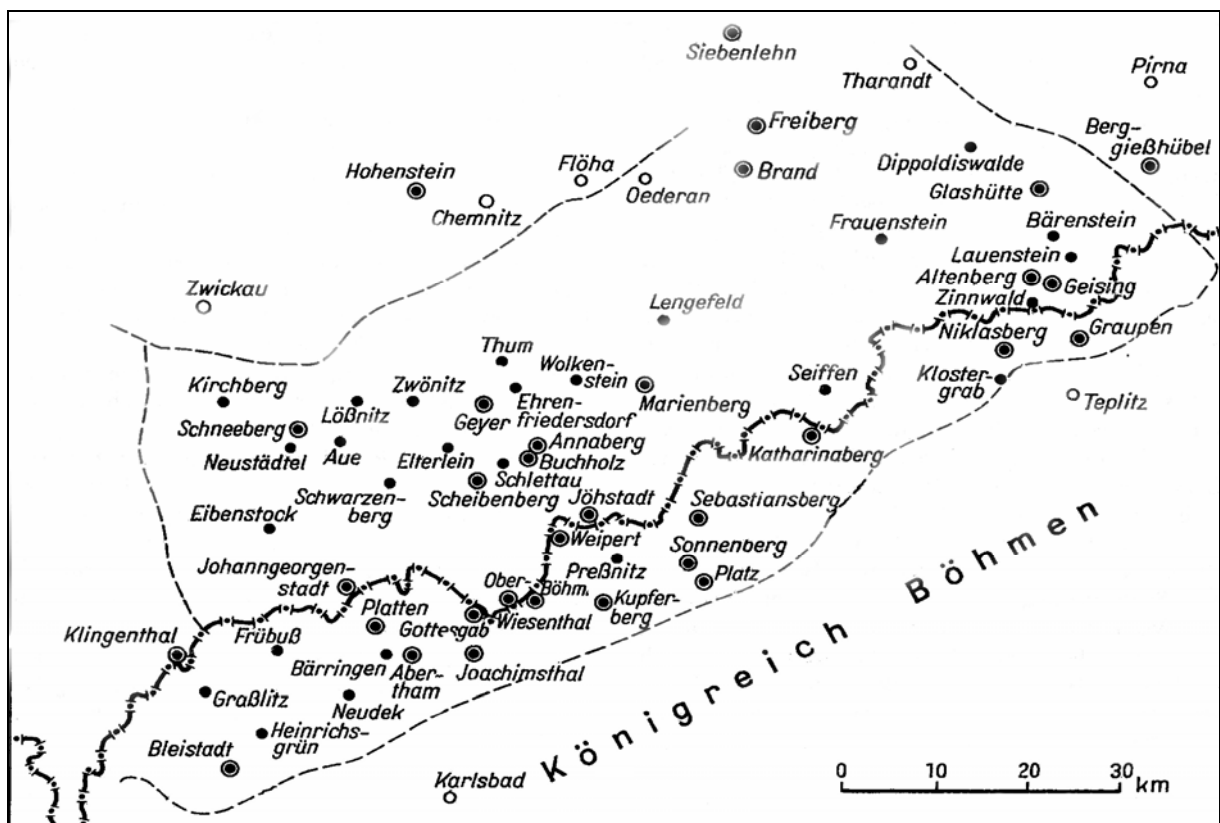 Siebenlehn
Tharandt
Pirna
Freiberg
Berg-
gießhübel
Hohenstein
Flöha
Dippoldiswalde
Brand
Chemnitz
Oederan
Glashütte
Frauenstein
Bärenstein
Lauenstein
Zwickau
Altenberg
Geising
Lengefeld
Zinnwald
Niklasberg
Graupen
Thum
Wolken-
stein
Kirchberg
Zwönitz
Seiffen
Kloster-
grab
Lößnitz
Geyer
Ehren-
friedersdorf
Marienberg
Teplitz
Schneeberg
Annaberg
Neustädtel
Aue
Elterlein
Buchholz
Katharinaberg
Schlettau
Schwarzen-
berg
Scheibenberg
Jöhstadt
Sebastiansberg
Eibenstock
Weipert
Sonnenberg
Johanngeorgen-
stadt
Ober-
Böhm.
Wiesenthal
Preßnitz
Platz
Platten
Gottesgab
Kupfer-
berg
Klingenthal
Frübuß
Bärringen
Aber-
tham
Joachimsthal
Graßlitz
Neudek
Heinrichs-
grün
Bleistadt
Karlsbad
Königreich Böhmen
0 10 20 30
km